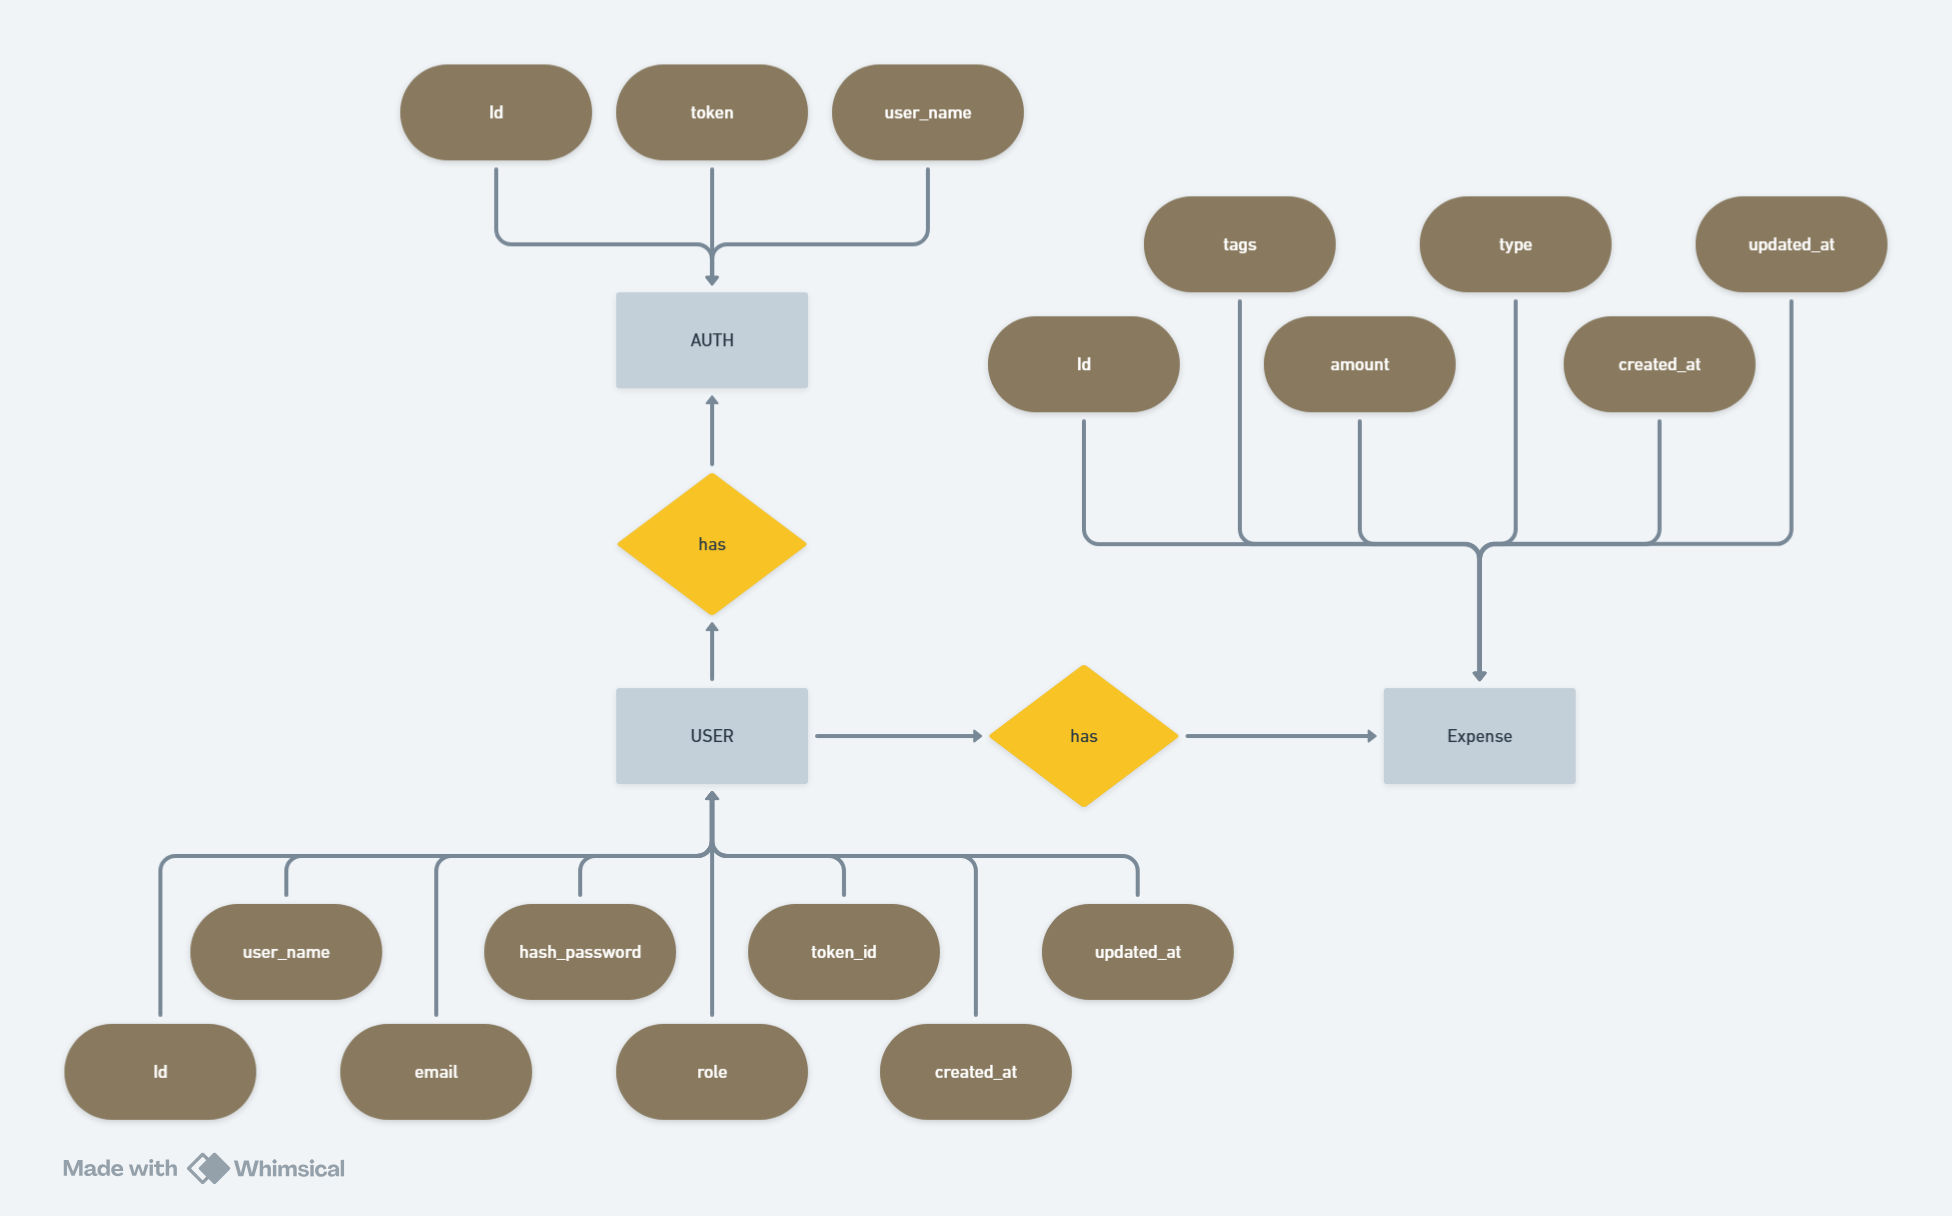 Id
token
user_name
tags
type
updated_at
AUTH
Id
amount
created_at
has
USER
has
Expense
user_name
hash_password
token_id
updated_at
Id
email
role
created_at
Made with Whimsical